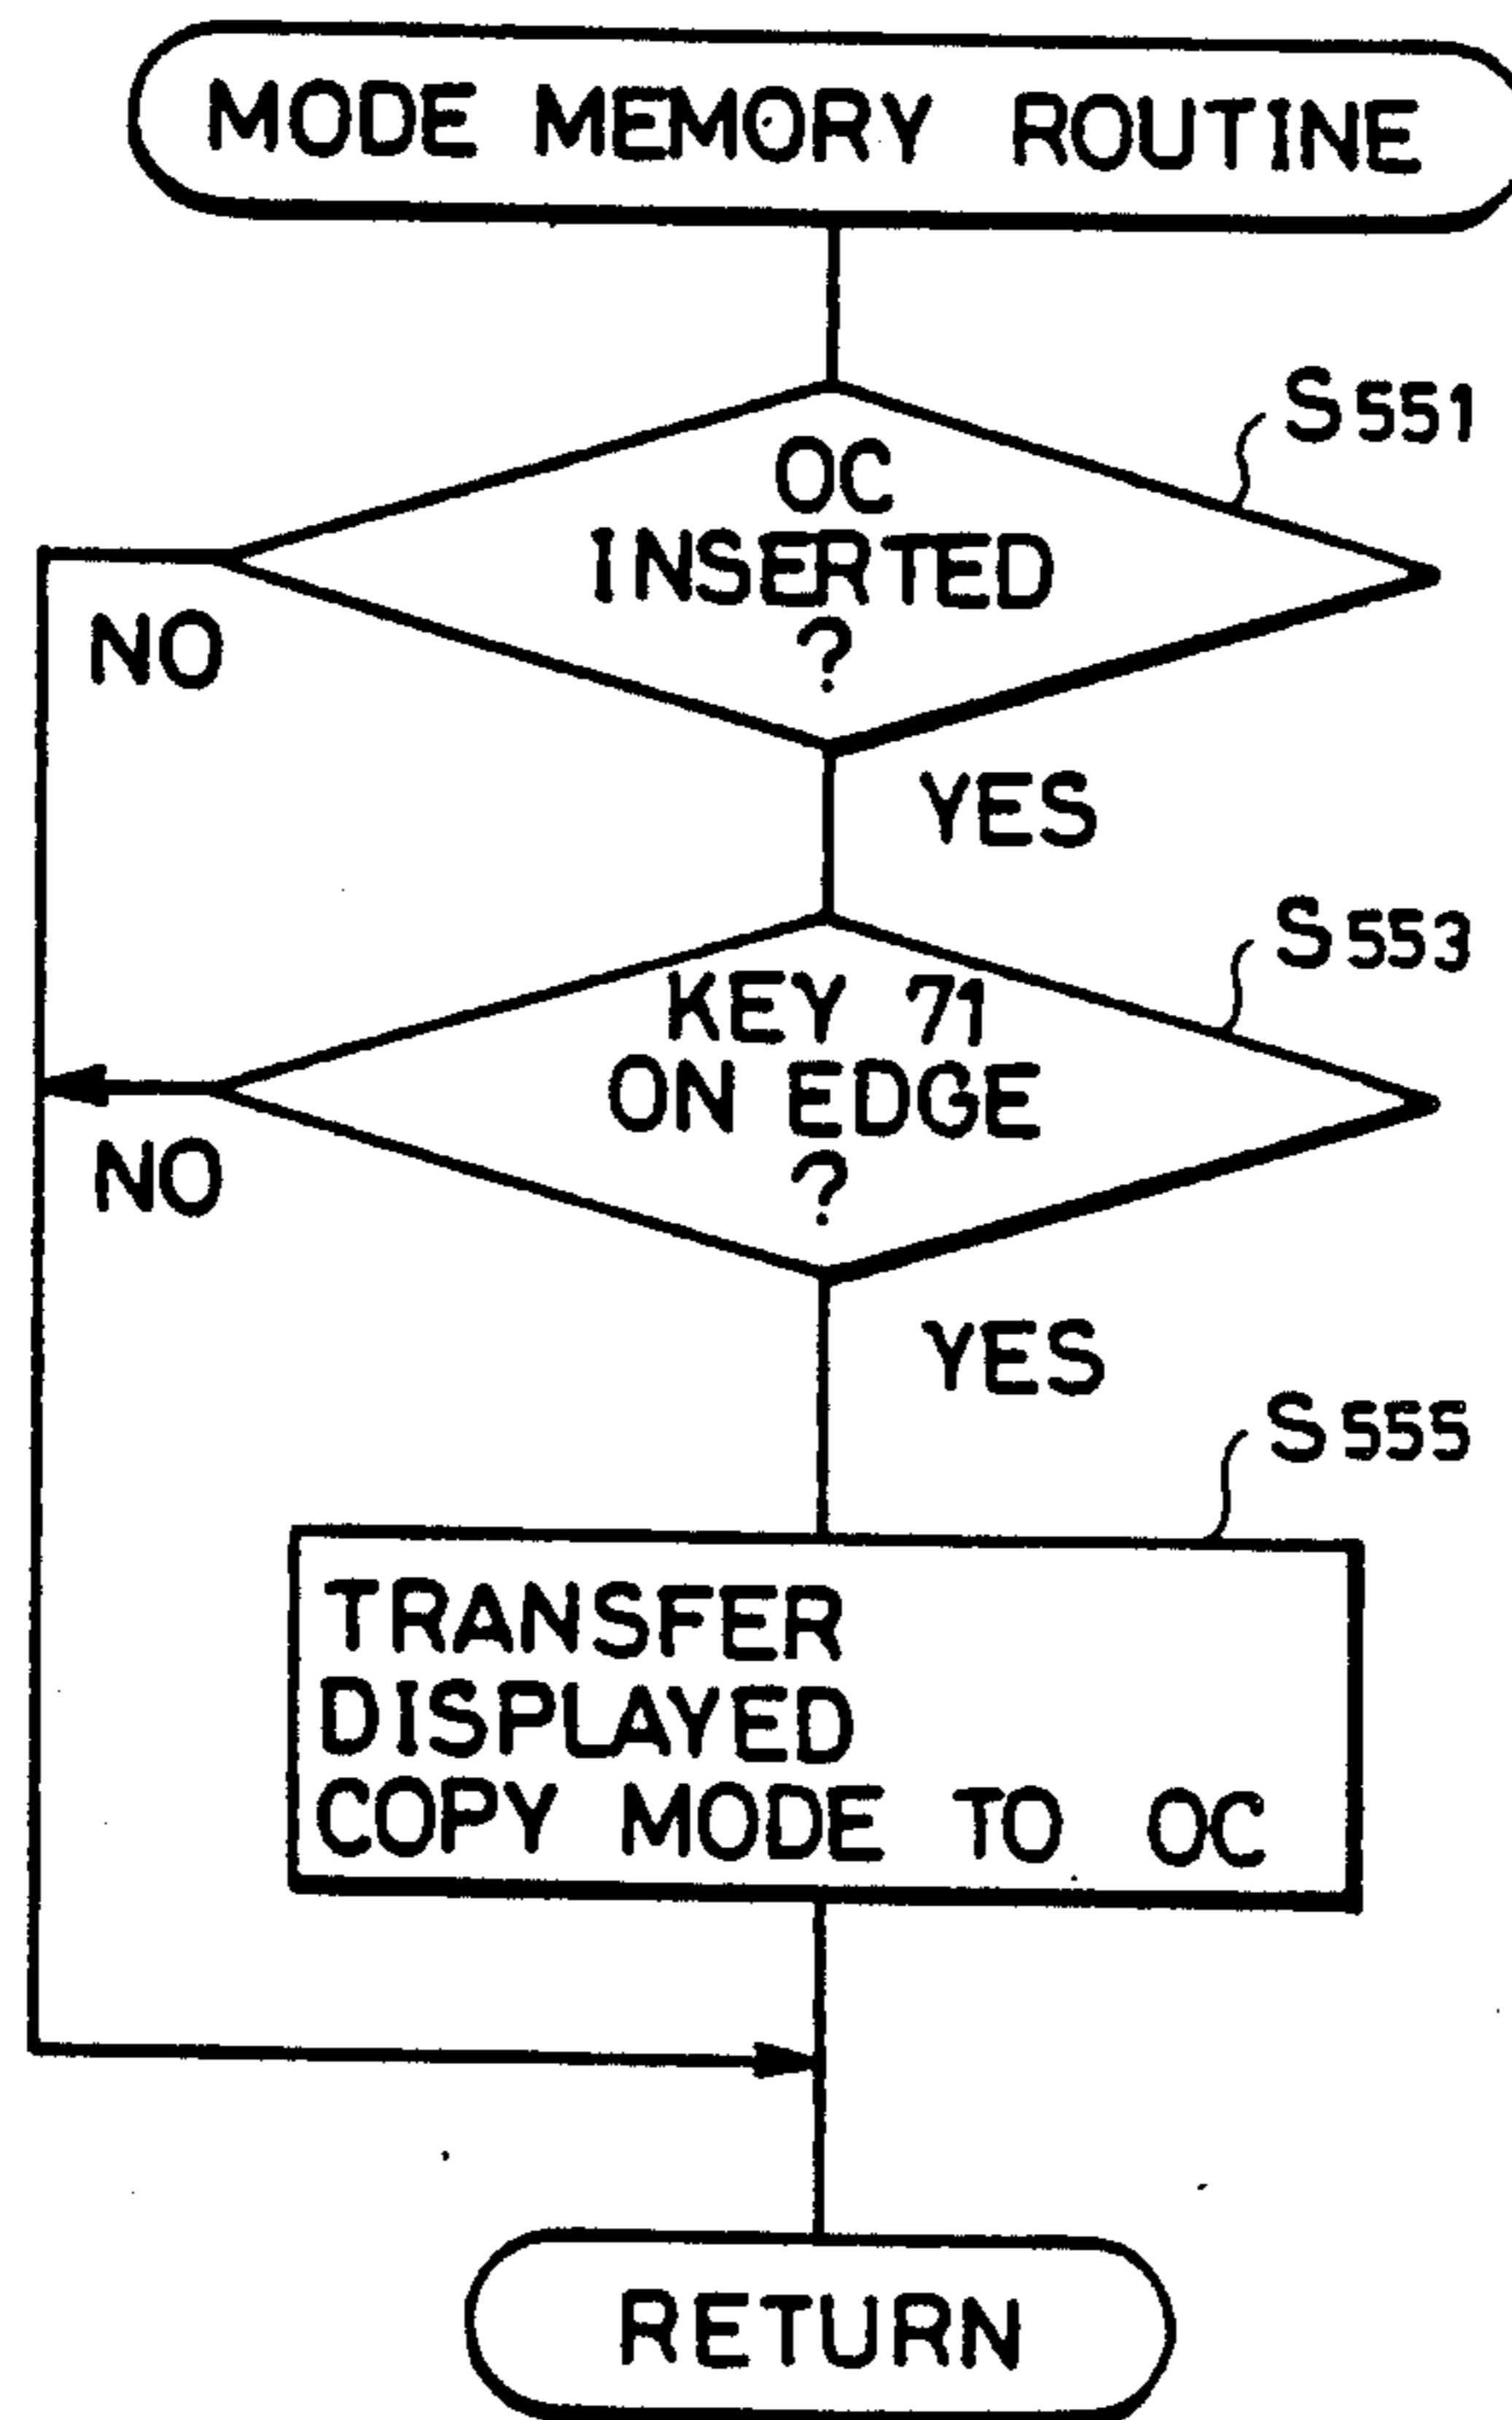 MODE MEMORY ROUTINE
S551
OC
INSERTED
?
NO
YES
S553
KEY 71
ON EDGE
?
NO
YES
S555
TRANSFER
DISPLAYED
COPY MODE TO OC
RETURN